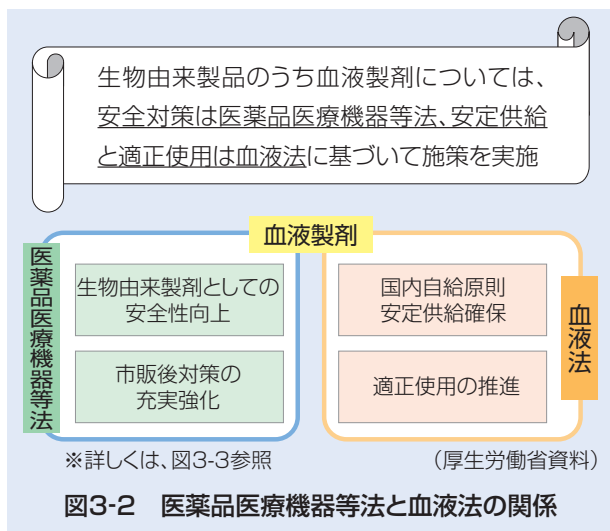 生物由来製品のうち血液製剤については、
安全対策は医薬品医療機器等法、安定供給
と適正使用は血液法に基づいて施策を実施
血液製剤
医薬品医療機器等法
生物由来製剤としての
安全性向上
市販後対策の
充実強化
国内自給原則
安定供給確保
適正使用の推進
血液法
※詳しくは、図3-3参照
(厚生労働省資料)
図3-2 医薬品医療機器等法と血液法の関係